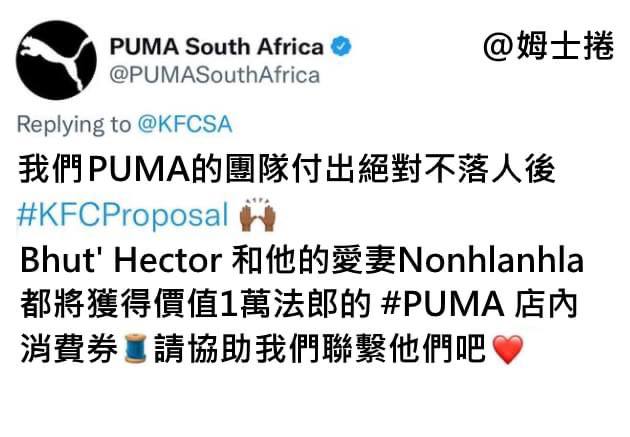 PUMA South Africa
@姆士捲
@PUMASouthAfrica
Replying to @KFCSA
我們PUMA的團隊付出絕對不落人後
#KFCProposal 🙌🏾
Bhut' Hector 和他的愛妻Nonhlanhla
都將獲得價值1萬法郎的 #PUMA 店內
消費券🧵請協助我們聯繫他們吧❤️